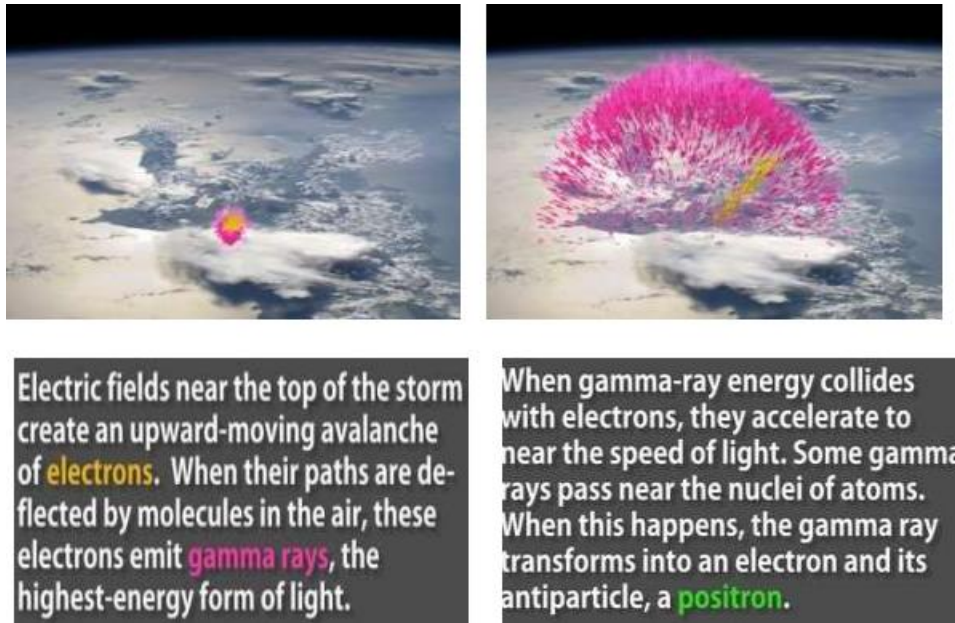 Electric fields near the top of the storm
create an upward-moving avalanche
of electrons. When their paths are de-
flected by molecules in the air, these
electrons emit gamma rays, the
highest-energy form of light.
When gamma-ray energy collides
with electrons, they accelerate to
near the speed of light. Some gamma
rays pass near the nuclei of atoms.
When this happens, the gamma ray
transforms into an electron and its
antiparticle, a positron.